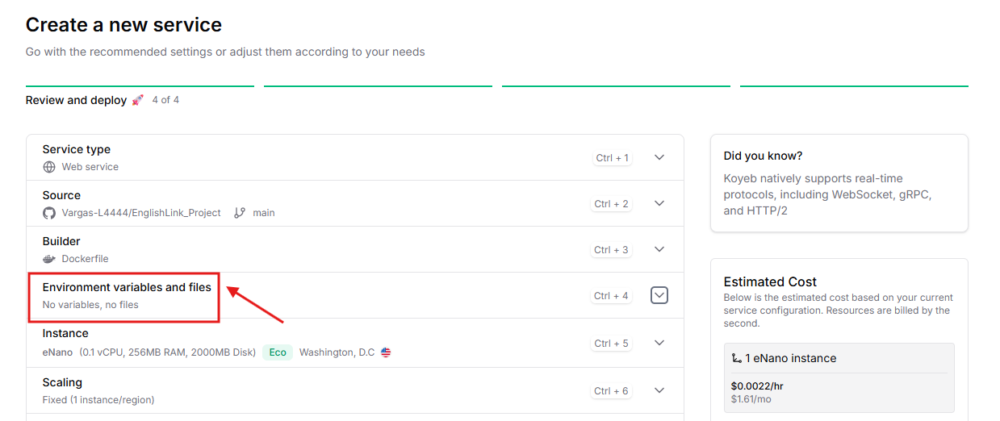 Create a new service
Go with the recommended settings or adjust them according to your needs
Review and deploy 🚀 4 of 4
Service type
Web service
Ctrl + 1
Source
Vargas-L4444/EnglishLink_Project main
Ctrl + 2
Builder
Dockerfile
Ctrl + 3
Environment variables and files
No variables, no files
Ctrl + 4
Instance
eNano (0.1 vCPU, 256MB RAM, 2000MB Disk) Eco Washington, D.C 🇺🇸
Ctrl + 5
Scaling
Fixed (1 instance/region)
Ctrl + 6
Did you know?
Koyeb natively supports real-time
protocols, including WebSocket, gRPC,
and HTTP/2
Estimated Cost
Below is the estimated cost based on your current
service configuration. Resources are billed by the
second.
1 eNano instance
$0.0022/hr
$1.61/mo